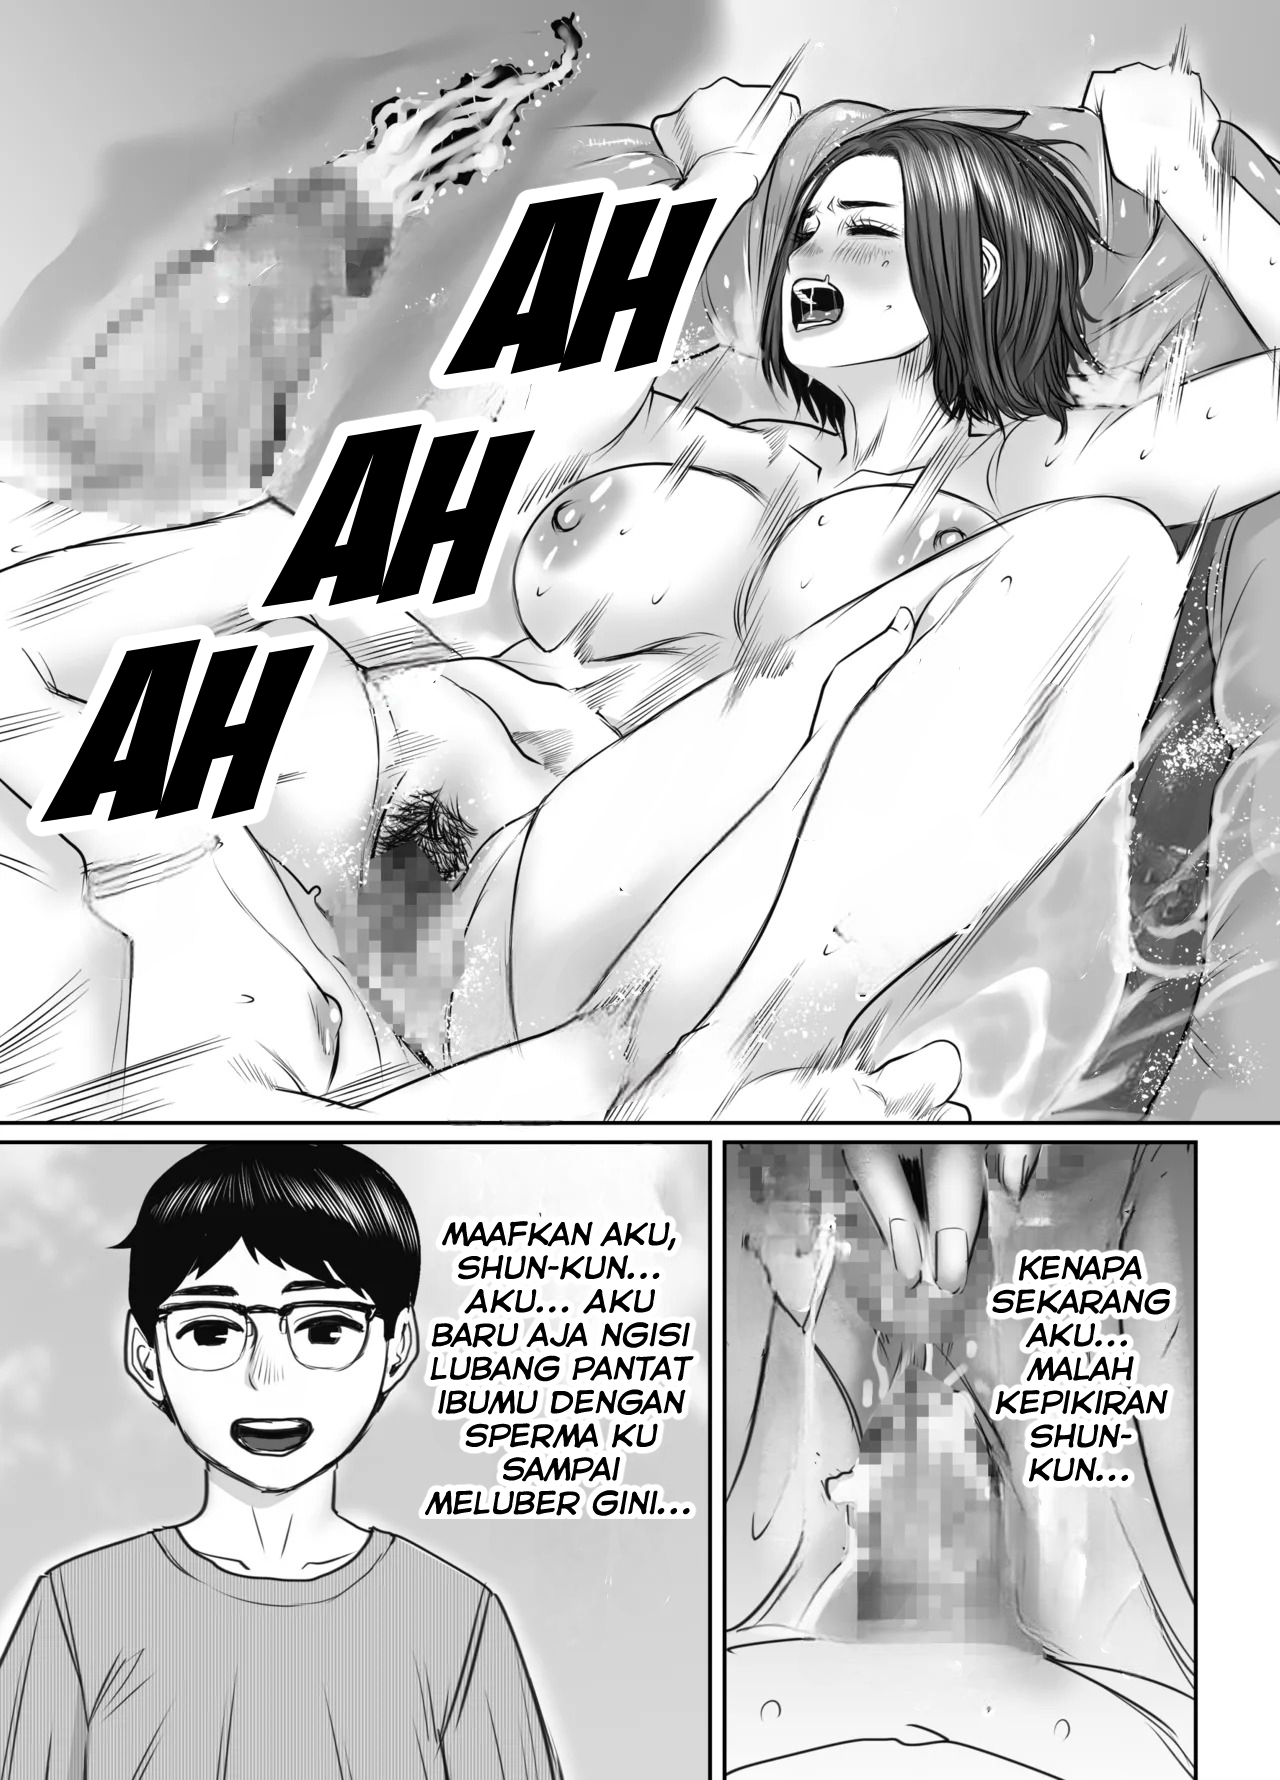 AH
AH
AH
KENAPA
SEKARANG
AKU...
MALAH
KEPIKIRAN
SHUN-
KUN...
MAAFKAN AKU,
SHUN-KUN...
AKU... AKU
BARU AJA NGISI
LUBANG PANTAT
IBUMU DENGAN
SPERMA KU
SAMPAI
MELUBER GINI...